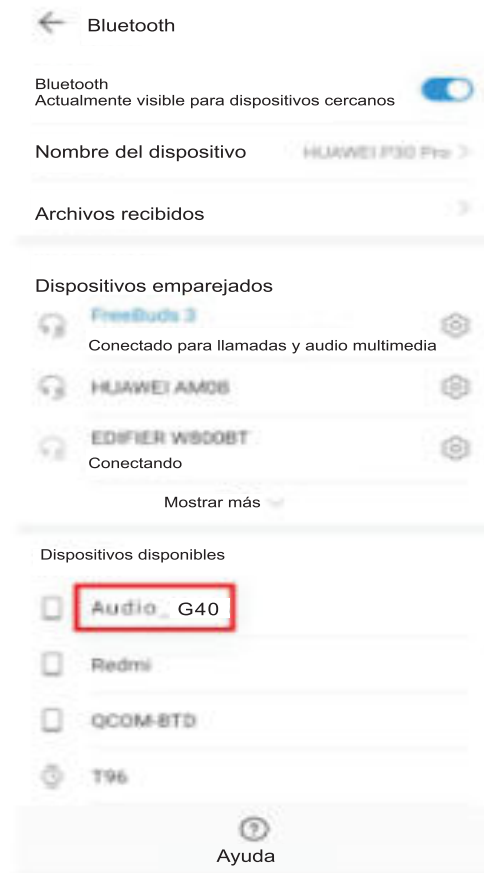 Bluetooth
Bluetooth
Actualmente visible para dispositivos cercanos
Nombre del dispositivo HUAWEI P30 Pro
Archivos recibidos
Dispositivos emparejados
FreeBuds 3
Conectado para llamadas y audio multimedia
HUAWEI AM08
EDIFIER W800BT
Conectando
Mostrar más
Dispositivos disponibles
Audio_ G40
Redmi
QCOM-BTD
T96
?
Ayuda